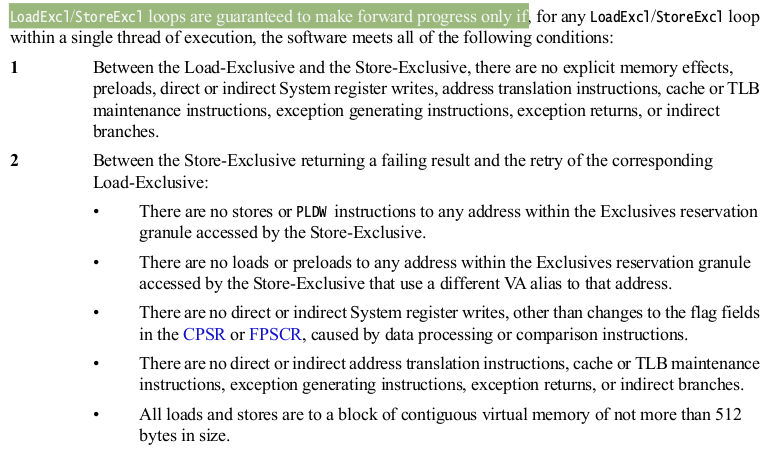 LoadExcl/StoreExcl loops are guaranteed to make forward progress only if, for any LoadExcl/StoreExcl loop
within a single thread of execution, the software meets all of the following conditions:
1 Between the Load-Exclusive and the Store-Exclusive, there are no explicit memory effects,
preloads, direct or indirect System register writes, address translation instructions, cache or TLB
maintenance instructions, exception generating instructions, exception returns, or indirect
branches.
2 Between the Store-Exclusive returning a failing result and the retry of the corresponding
Load-Exclusive:
• There are no stores or PLDW instructions to any address within the Exclusives reservation
granule accessed by the Store-Exclusive.
• There are no loads or preloads to any address within the Exclusives reservation granule
accessed by the Store-Exclusive that use a different VA alias to that address.
• There are no direct or indirect System register writes, other than changes to the flag fields
in the CPSR or FPSCR, caused by data processing or comparison instructions.
• There are no direct or indirect address translation instructions, cache or TLB maintenance
instructions, exception generating instructions, exception returns, or indirect branches.
• All loads and stores are to a block of contiguous virtual memory of not more than 512
bytes in size.